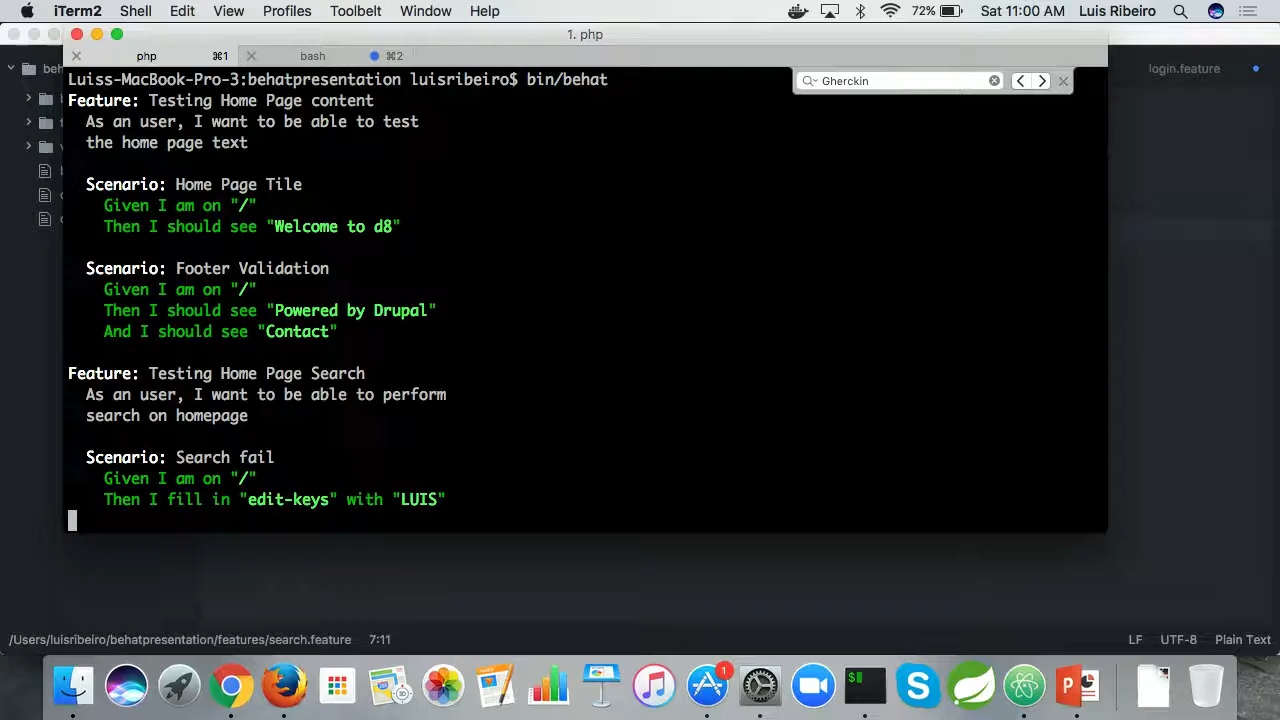 iTerm2 Shell Edit View Profiles Toolbelt Window Help 72% Sat 11:00 AM Luis Ribeiro
1. php
php ⌘1 bash ⌘2
login.feature
beh
Luiss-MacBook-Pro-3:behatpresentation luisribeiro$ bin/behat
Gherckin
Feature: Testing Home Page content
As an user, I want to be able to test
the home page text
Scenario: Home Page Tile
Given I am on "/"
Then I should see "Welcome to d8"
Scenario: Footer Validation
Given I am on "/"
Then I should see "Powered by Drupal"
And I should see "Contact"
Feature: Testing Home Page Search
As an user, I want to be able to perform
search on homepage
Scenario: Search fail
Given I am on "/"
Then I fill in "edit-keys" with "LUIS"
/Users/luisribeiro/behatpresentation/features/search.feature 7:11 LF UTF-8 Plain Text
1